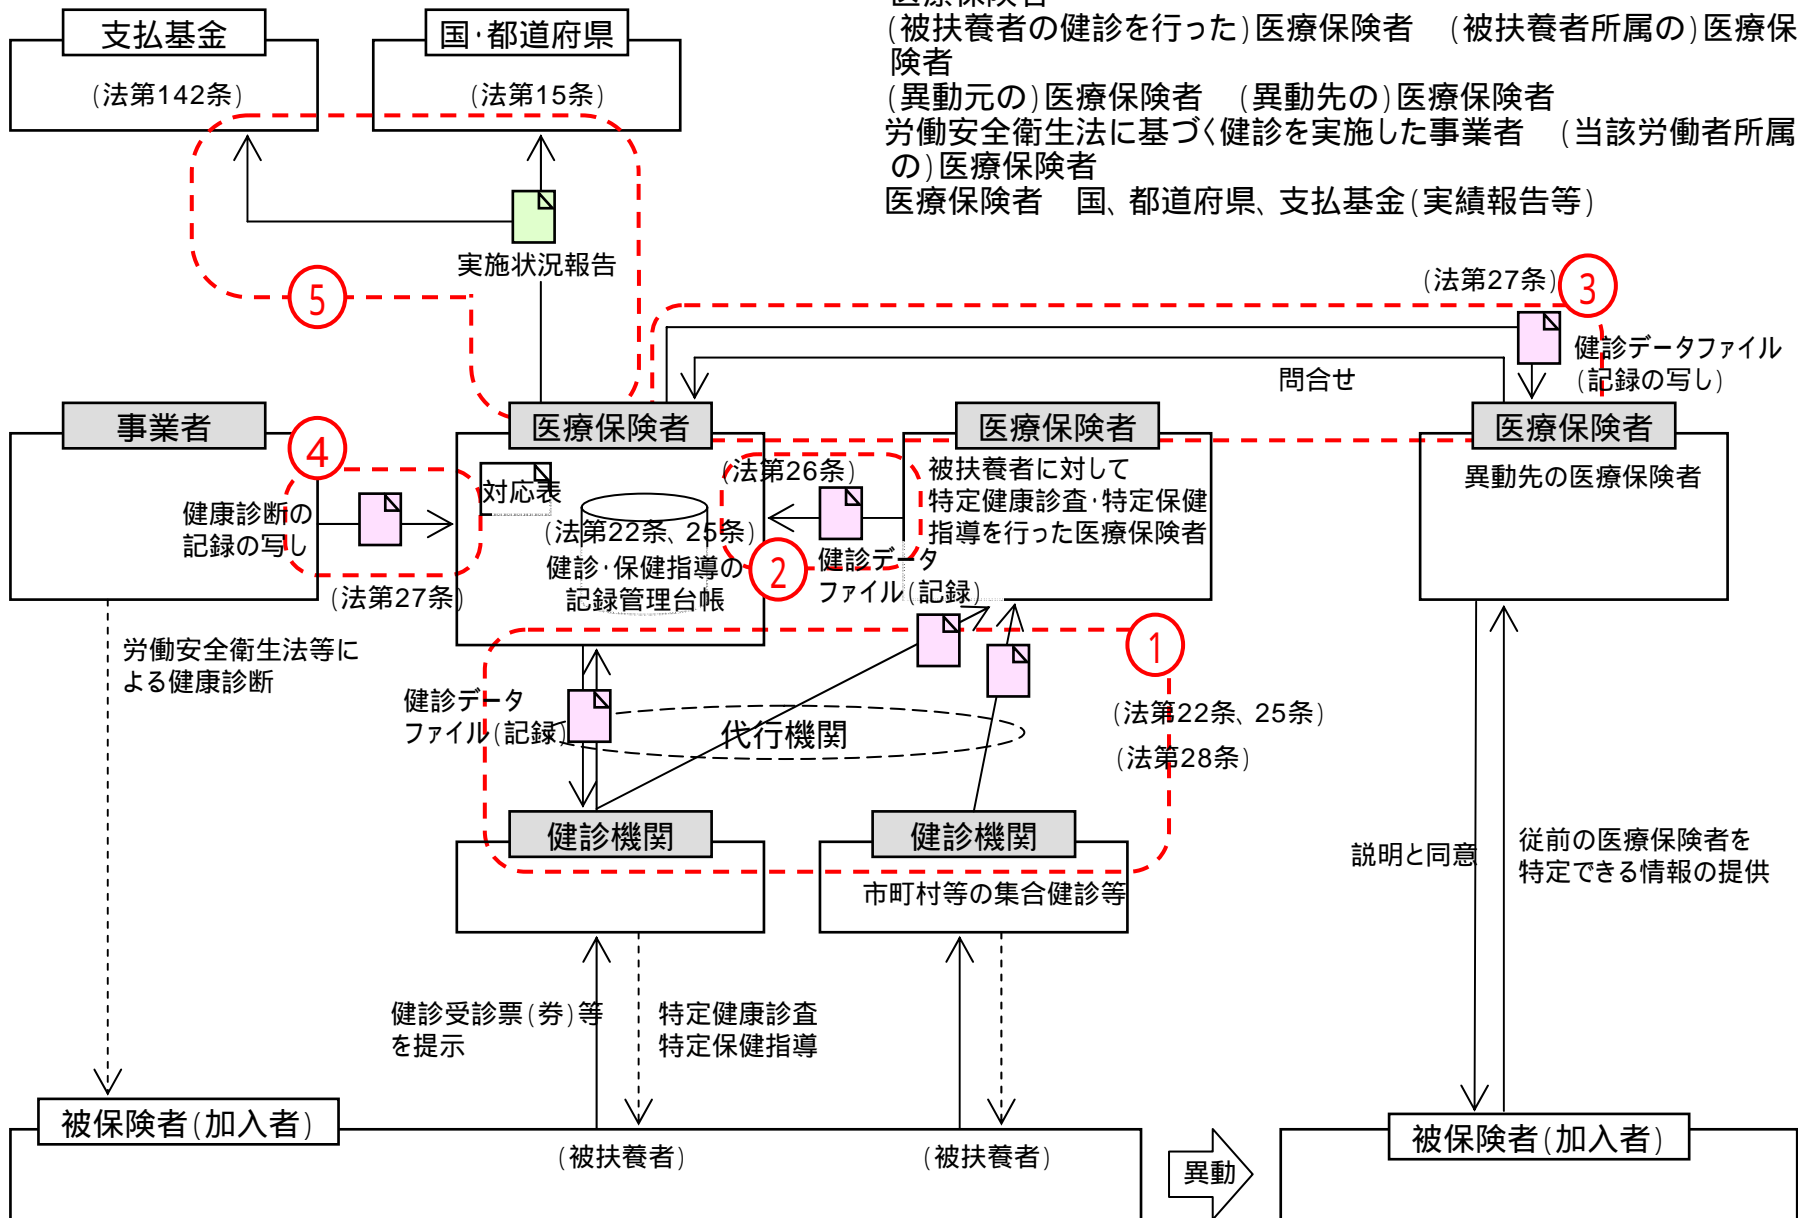 医療保険者
(被扶養者の健診を行った)医療保険者　(被扶養者所属の)医療保
険者
(異動元の)医療保険者　(異動先の)医療保険者
労働安全衛生法に基づく健診を実施した事業者　(当該労働者所属
の)医療保険者
医療保険者　国、都道府県、支払基金(実績報告等)
支払基金
(法第142条)
国・都道府県
(法第15条)
実施状況報告
5
(法第27条)
3
健診データファイル
(記録の写し)
問合せ
事業者
4
健康診断の
記録の写し
(法第27条)
医療保険者
対応表
(法第22条、25条)
健診・保健指導の
記録管理台帳
(法第26条)
2
健診データ
ファイル(記録)
医療保険者
被扶養者に対して
特定健康診査・特定保健
指導を行った医療保険者
医療保険者
異動先の医療保険者
労働安全衛生法等に
よる健康診断
1
健診データ
ファイル(記録)
代行機関
(法第22条、25条)
(法第28条)
健診機関
健診機関
市町村等の集合健診等
説明と同意
従前の医療保険者を
特定できる情報の提供
健診受診票(券)等
を提示
特定健康診査
特定保健指導
被保険者(加入者)
(被扶養者)
(被扶養者)
異動
被保険者(加入者)